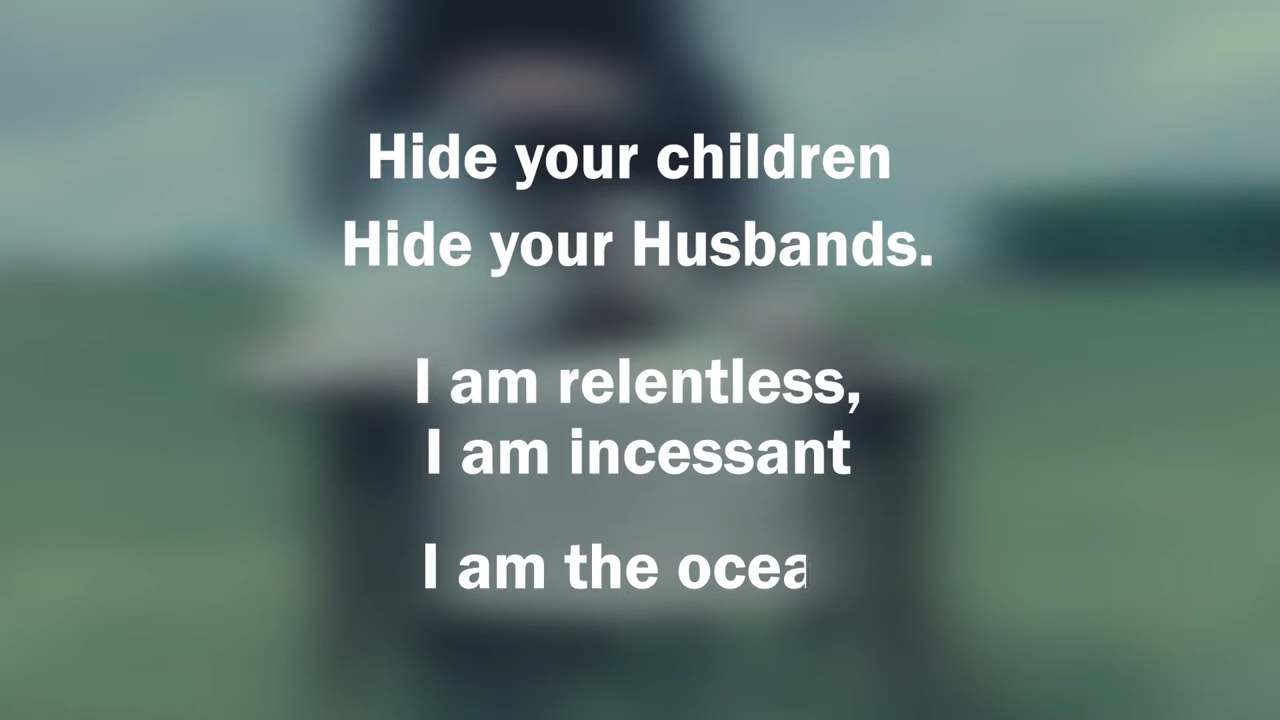 Hide your children
Hide your Husbands.
I am relentless,
I am incessant
I am the ocea